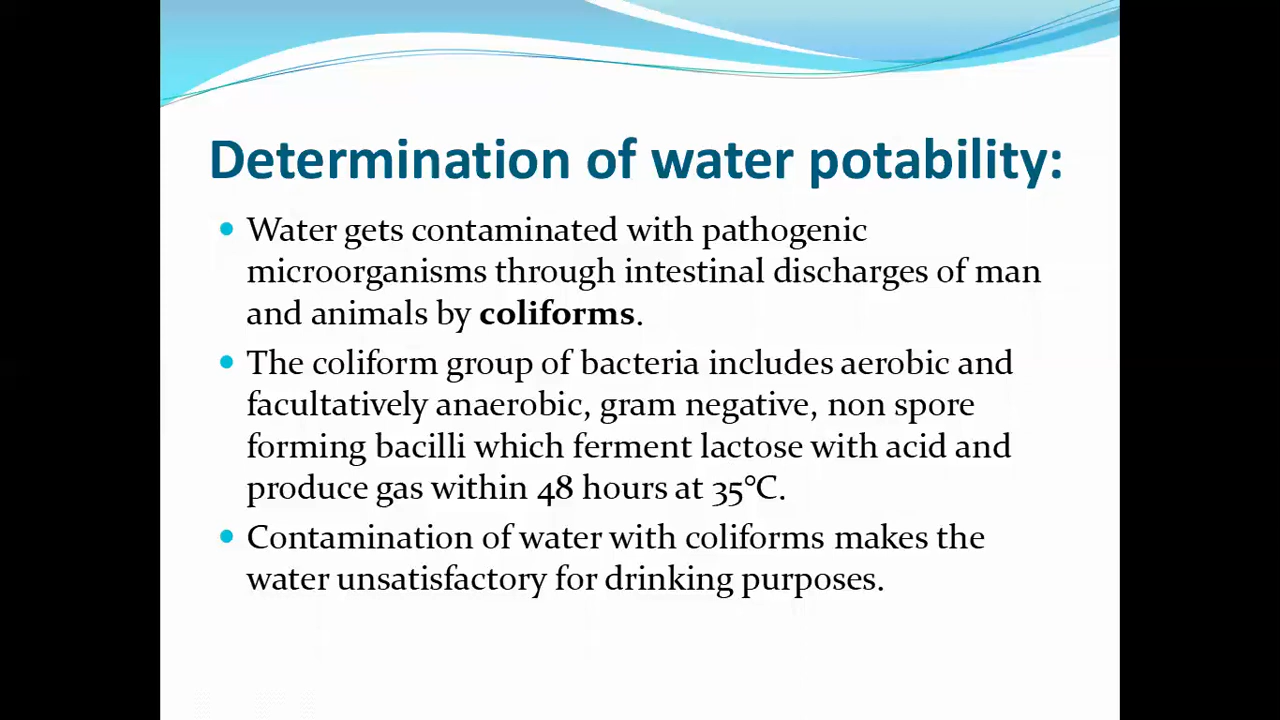 Determination of water potability:
• Water gets contaminated with pathogenic
microorganisms through intestinal discharges of man
and animals by coliforms.
• The coliform group of bacteria includes aerobic and
facultatively anaerobic, gram negative, non spore
forming bacilli which ferment lactose with acid and
produce gas within 48 hours at 35°C.
• Contamination of water with coliforms makes the
water unsatisfactory for drinking purposes.